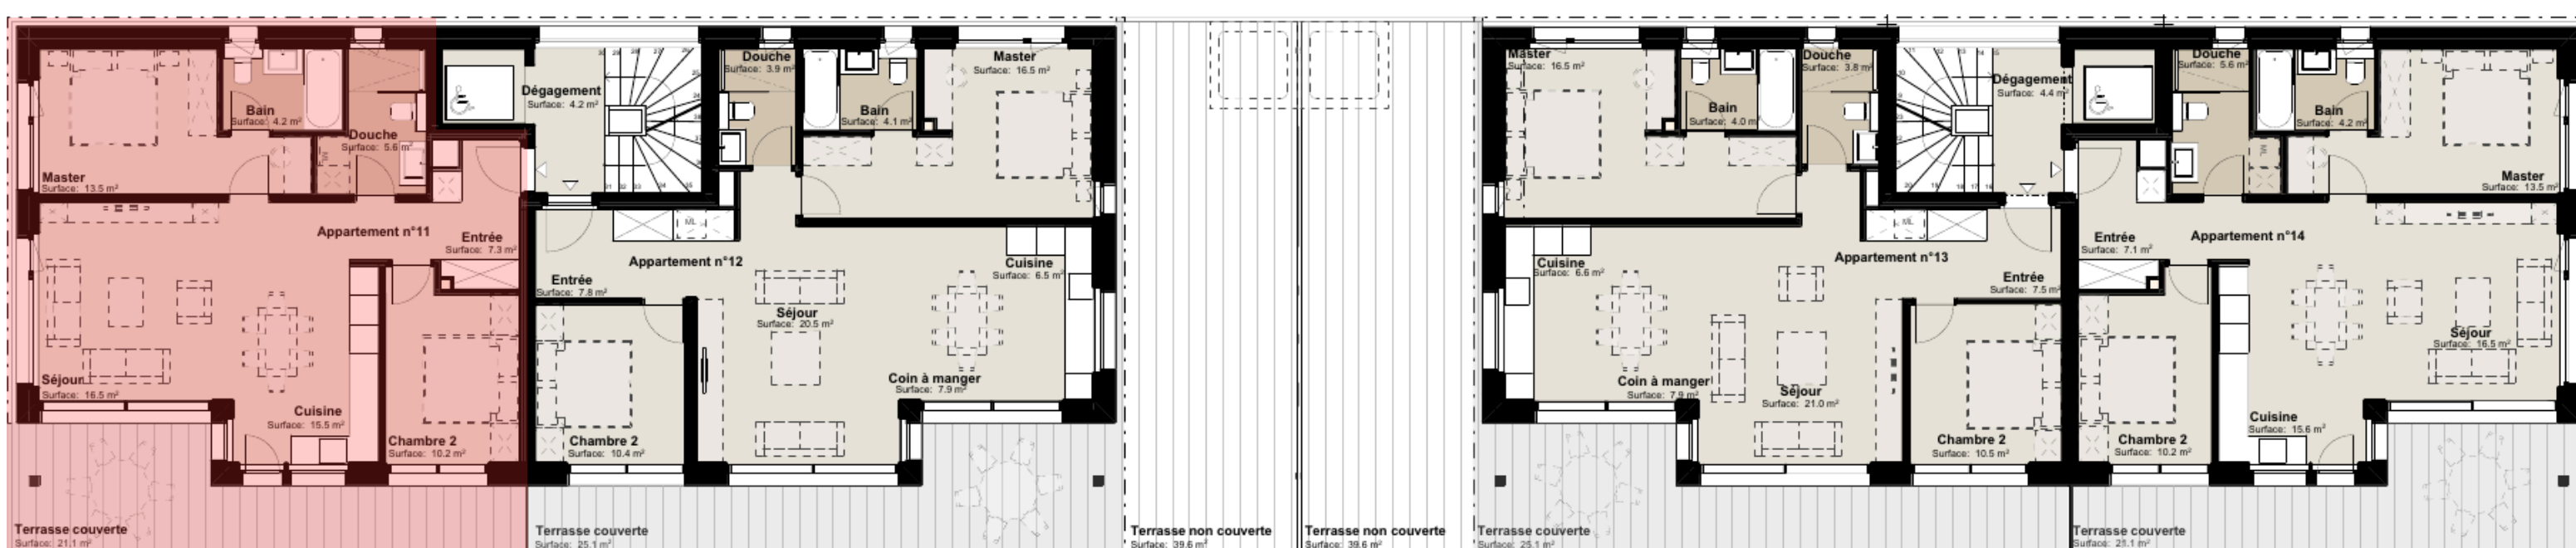 Bain
Surface: 4.2 m²
Douche
Surface: 5.6 m²
Master
Surface: 13.5 m²
Appartement n°11
Entrée
Surface: 7.3 m²
Séjour
Surface: 16.5 m²
Cuisine
Surface: 15.5 m²
Chambre 2
Surface: 10.2 m²
Terrasse couverte
Surface: 21.1 m²
Dégagement
Surface: 4.2 m²
Douche
Surface: 3.9 m²
Bain
Surface: 4.1 m²
Master
Surface: 16.5 m²
ML
Appartement n°12
Entrée
Surface: 7.8 m²
Cuisine
Surface: 6.5 m²
Séjour
Surface: 20.5 m²
Coin à manger
Surface: 7.9 m²
Chambre 2
Surface: 10.4 m²
Terrasse couverte
Surface: 25.1 m²
Terrasse non couverte
Surface: 39.6 m²
Terrasse non couverte
Surface: 39.6 m²
Master
Surface: 16.5 m²
Bain
Surface: 4.0 m
Douche
Surface: 3.8 m²
Dégagement
Surface: 4.4 m²
ML
Appartement n°13
Cuisine
Surface: 6.6 m²
Entrée
Surface: 7.5 m²
Coin à manger
Surface: 7.9 m²
Séjour
Surface: 21.0 m²
Chambre 2
Surface: 10.5 m²
Terrasse couverte
Surface: 25.1 m²
Douche
Surface: 5.6 m²
Bain
Surface: 4.2 m²
ML
Master
Surface: 13.5 m²
Entrée
Surface: 7.1 m²
Appartement n°14
Séjour
Surface: 16.5 m²
Cuisine
Surface: 15.6 m²
Chambre 2
Surface: 10.2 m²
Terrasse couverte
Surface: 21.1 m²